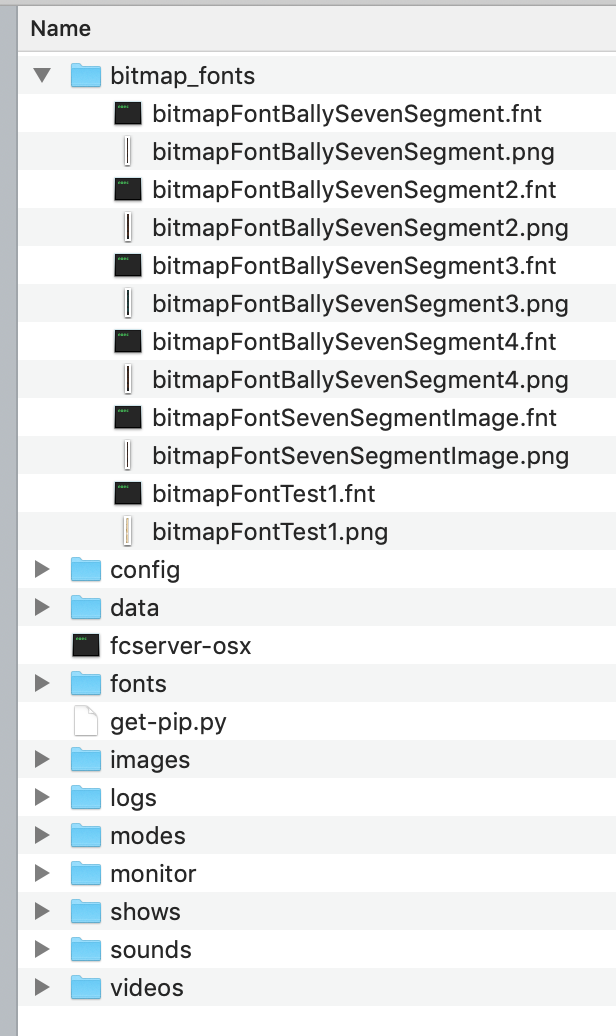 Name
bitmap_fonts
bitmapFontBallySevenSegment.fnt
bitmapFontBallySevenSegment.png
bitmapFontBallySevenSegment2.fnt
bitmapFontBallySevenSegment2.png
bitmapFontBallySevenSegment3.fnt
bitmapFontBallySevenSegment3.png
bitmapFontBallySevenSegment4.fnt
bitmapFontBallySevenSegment4.png
bitmapFontSevenSegmentImage.fnt
bitmapFontSevenSegmentImage.png
bitmapFontTest1.fnt
bitmapFontTest1.png
config
data
fcserver-osx
fonts
get-pip.py
images
logs
modes
monitor
shows
sounds
videos